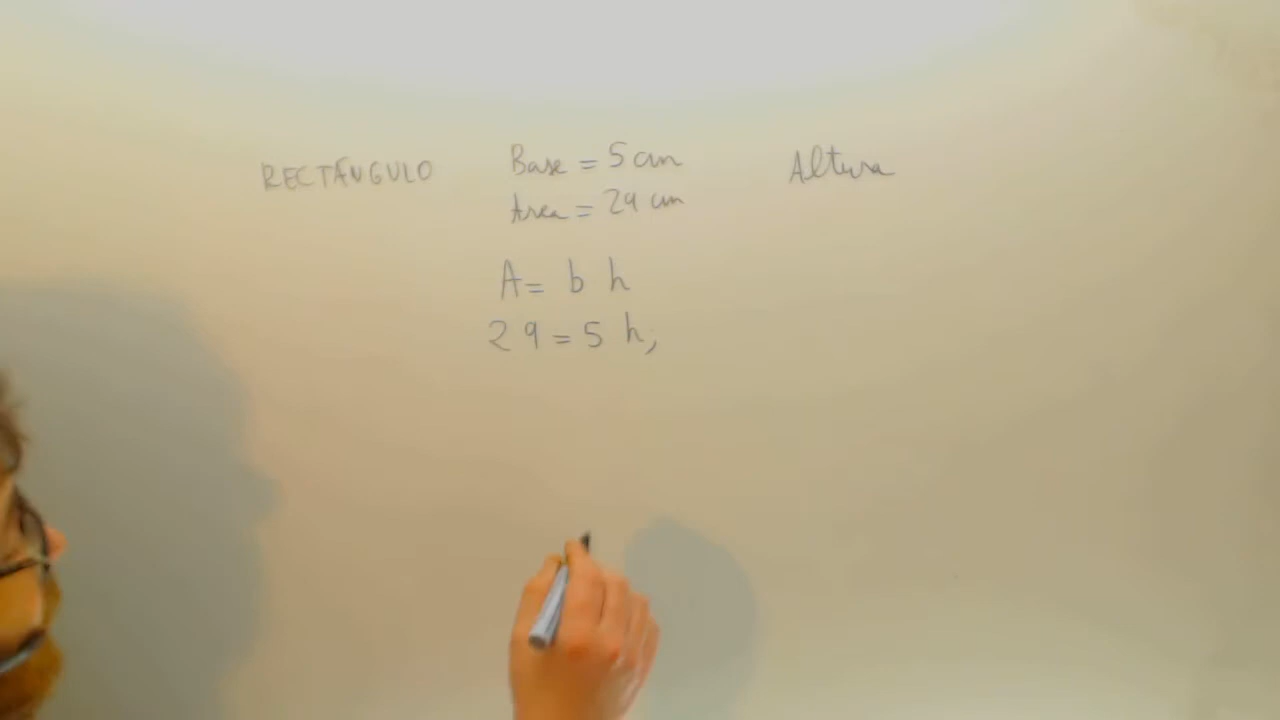 RECTÁNGULO
Base = 5 cm
Area = 29 cm
Altura
A = b h
29 = 5 h,